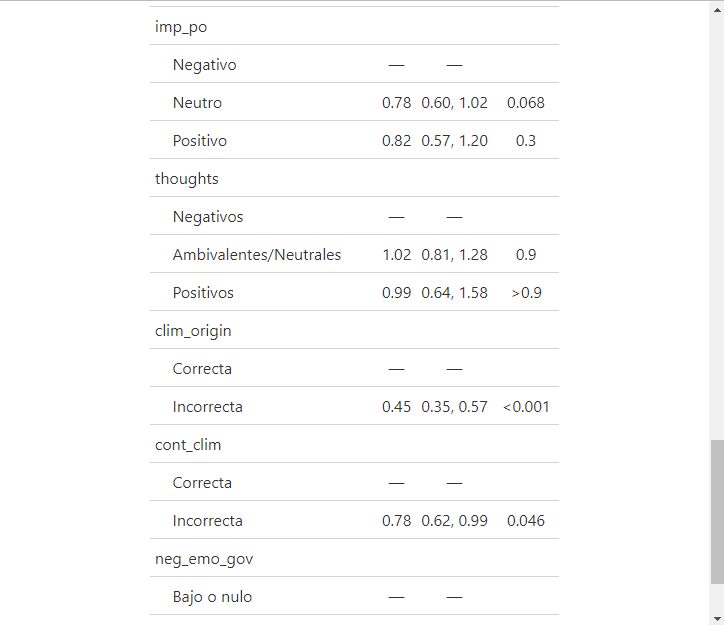 imp_po
Negativo — —
Neutro 0.78 0.60, 1.02 0.068
Positivo 0.82 0.57, 1.20 0.3
thoughts
Negativos — —
Ambivalentes/Neutrales 1.02 0.81, 1.28 0.9
Positivos 0.99 0.64, 1.58 >0.9
clim_origin
Correcta — —
Incorrecta 0.45 0.35, 0.57 <0.001
cont_clim
Correcta — —
Incorrecta 0.78 0.62, 0.99 0.046
neg_emo_gov
Bajo o nulo — —